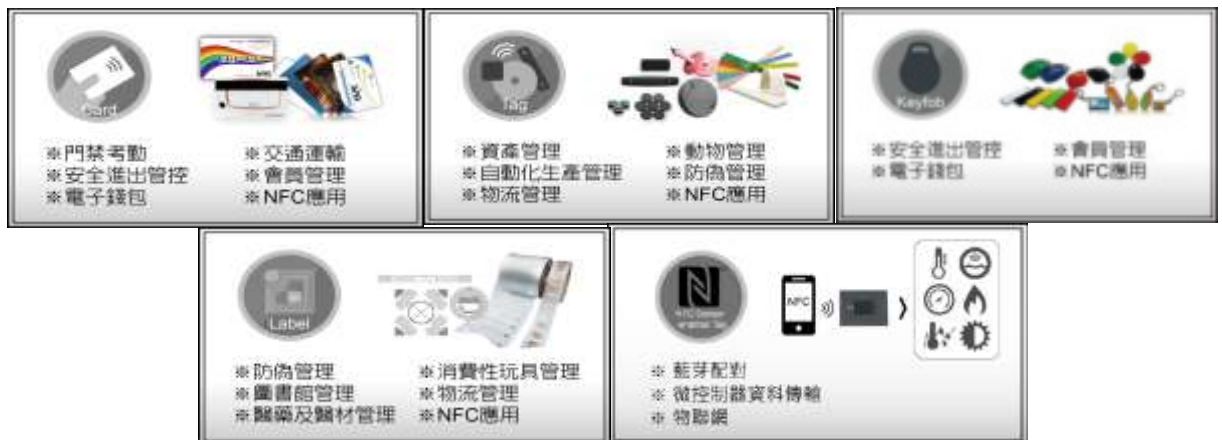 Card
※門禁考勤 ※交通運輸
※安全進出管控 ※會員管理
※電子錢包 ※NFC應用
Tag
※資產管理 ※動物管理
※自動化生產管理 ※防偽管理
※物流管理 ※NFC應用
Keyfob
※安全進出管控 ※會員管理
※電子錢包 ※NFC應用
Label
※防偽管理 ※消費性玩具管理
※圖書館管理 ※物流管理
※醫藥及醫材管理 ※NFC應用
NFC
※ 藍芽配對
※ 微控制器資料傳輸
※ 物聯網